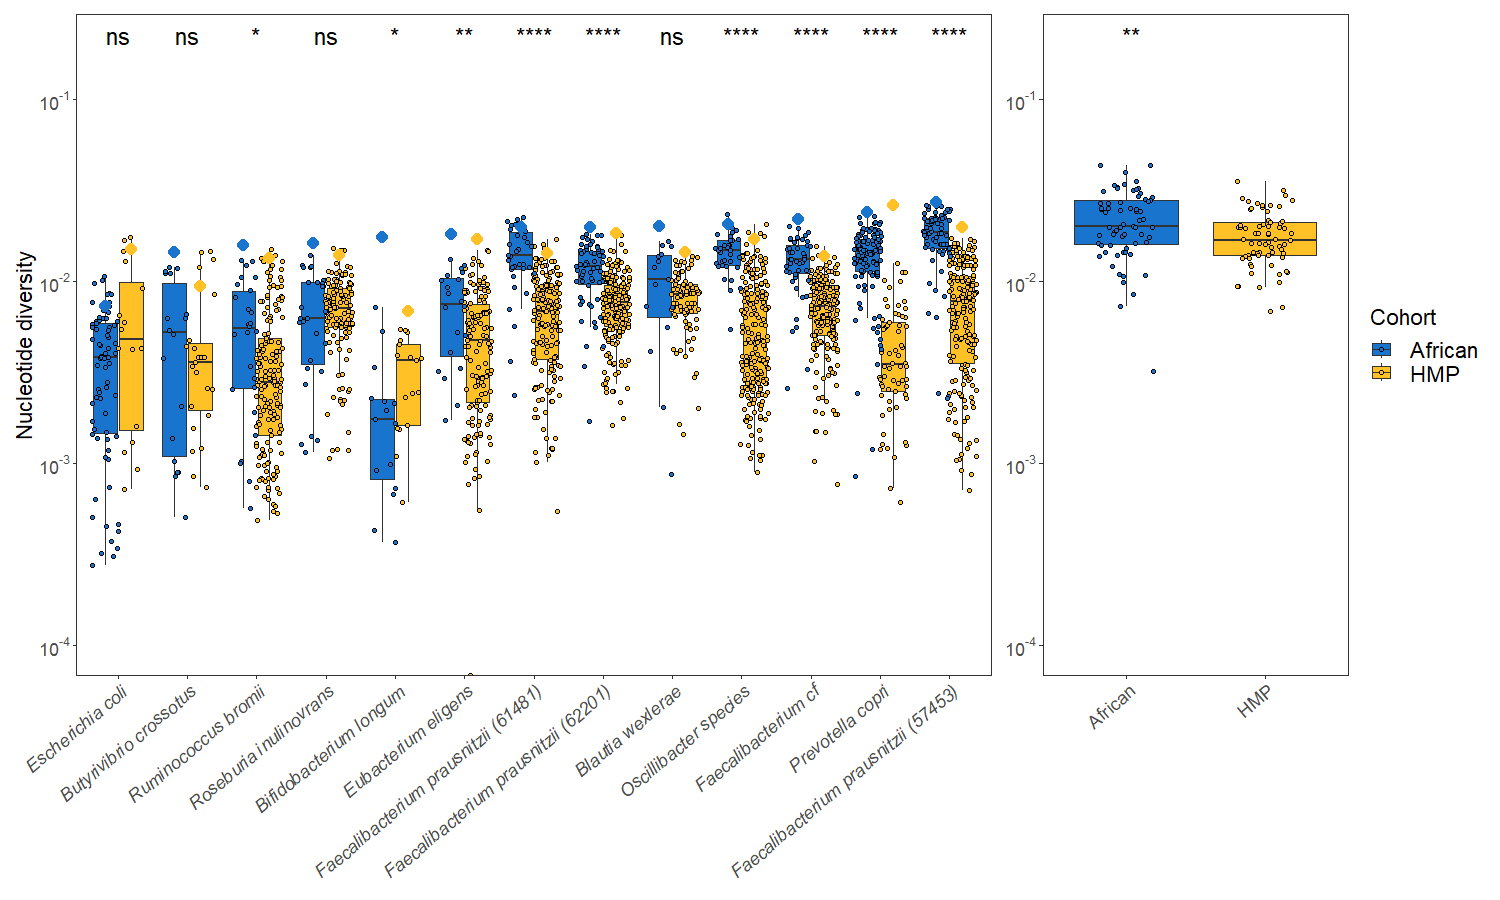 ns ns * ns * ** **** **** ns **** **** **** ****
**
Nucleotide diversity
10-1
10-2
10-3
10-4
10-1
10-2
10-3
10-4
Escherichia coli
Butyrivibrio crossotus
Ruminococcus bromii
Roseburia inulinovrans
Bifidobacterium longum
Eubacterium eligens
Faecalibacterium prausnitzii (61481)
Faecalibacterium prausnitzii (62201)
Blautia wexlerae
Oscillibacter species
Faecalibacterium cf
Prevotella copri
Faecalibacterium prausnitzii (57453)
African
HMP
Cohort
African
HMP